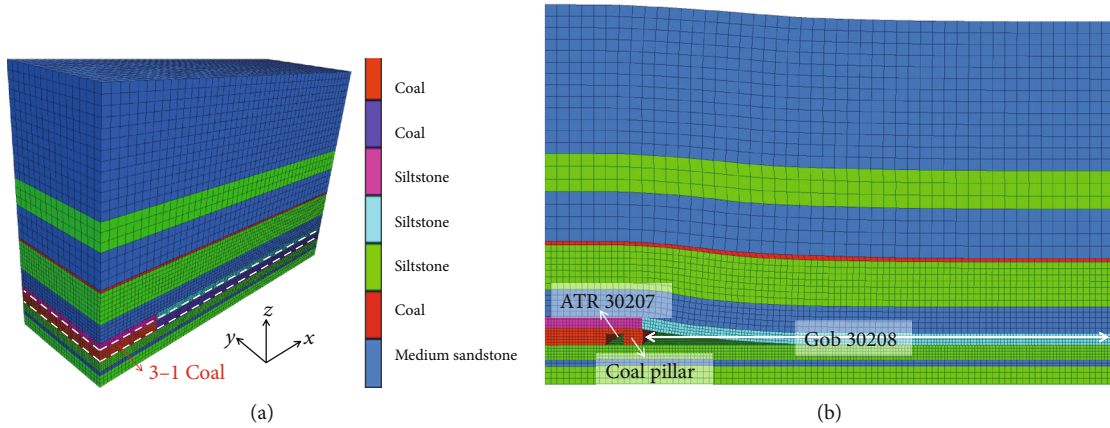 Coal
Coal
Siltstone
Siltstone
Siltstone
Coal
Medium sandstone
z
y
x
3–1 Coal
(a)
ATR 30207
Gob 30208
Coal pillar
(b)